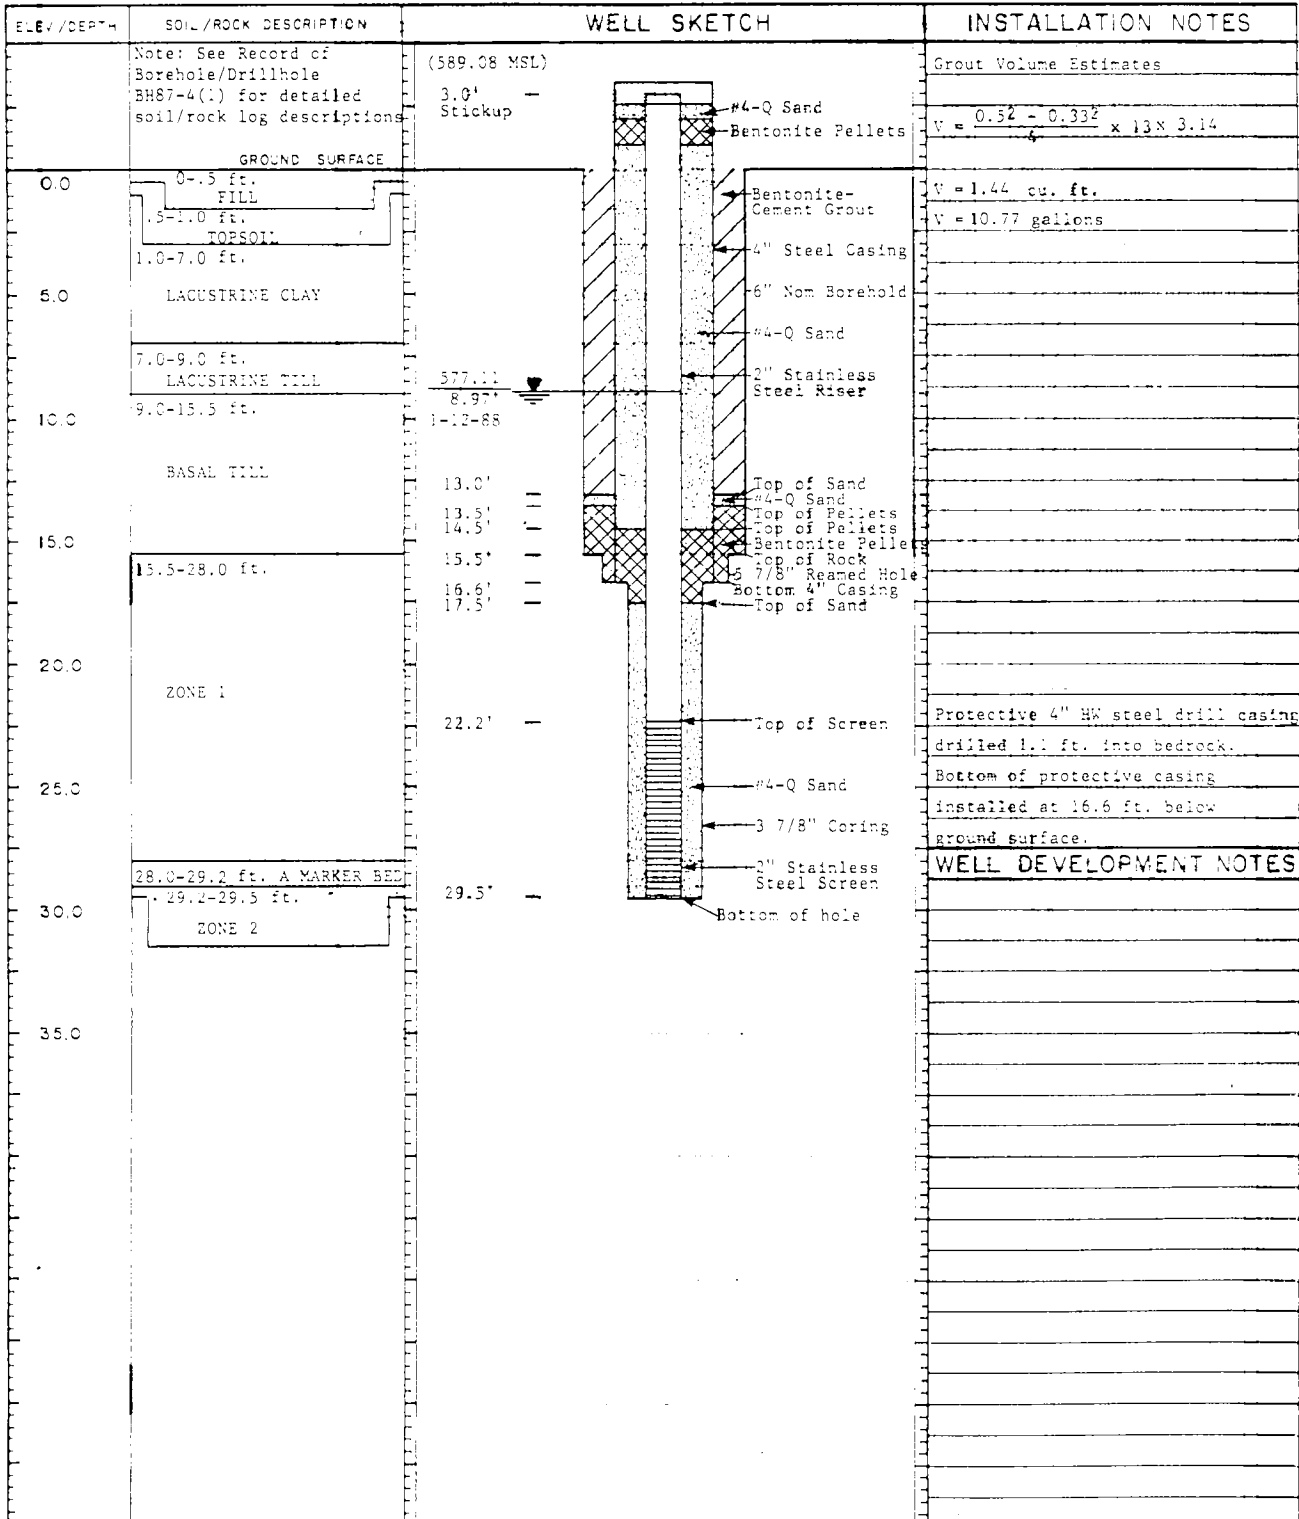 ELEV/DEPTH
SOIL/ROCK DESCRIPTION
WELL SKETCH
INSTALLATION NOTES
Note: See Record of
Borehole/Drillhole
BH87-4(1) for detailed
soil/rock log descriptions
GROUND SURFACE
0.0
0-.5 ft.
FILL
.5-1.0 ft.
TOPSOIL
1.0-7.0 ft.
5.0
LACUSTRINE CLAY
7.0-9.0 ft.
LACUSTRINE TILL
9.0-15.5 ft.
10.0
BASAL TILL
15.0
15.5-28.0 ft.
20.0
ZONE 1
25.0
28.0-29.2 ft. A MARKER BED
29.2-29.5 ft.
30.0
ZONE 2
35.0
(589.08 MSL)
3.0'
Stickup
577.11
8.97'
1-12-88
13.0'
13.5'
14.5'
15.5'
16.6'
17.5'
22.2'
29.5'
#4-Q Sand
Bentonite Pellets
Bentonite-
Cement Grout
4" Steel Casing
6" Nom Borehold
#4-Q Sand
2" Stainless
Steel Riser
Top of Sand
#4-Q Sand
Top of Pellets
Top of Pellets
Bentonite Pellets
Top of Rock
5 7/8" Reamed Hole
Bottom 4" Casing
Top of Sand
Top of Screen
#4-Q Sand
3 7/8" Coring
2" Stainless
Steel Screen
Bottom of hole
Grout Volume Estimates
V = 0.5² - 0.33² / 4 x 13 x 3.14
V = 1.44 cu. ft.
V = 10.77 gallons
Protective 4" HW steel drill casing
drilled 1.1 ft. into bedrock.
Bottom of protective casing
installed at 16.6 ft. below
ground surface.
WELL DEVELOPMENT NOTES